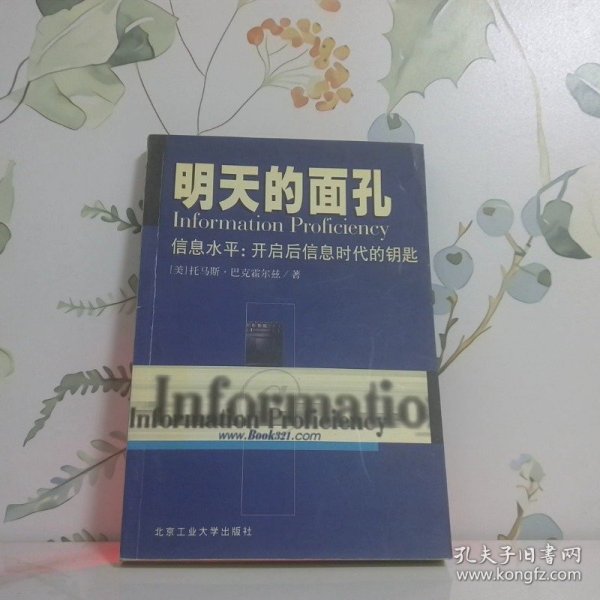 明天的面孔
Information Proficiency
信息水平：开启后信息时代的钥匙
[美]托马斯·巴克霍尔兹／著
Informatio
Information Proficiency
www.Book321.com
北京工业大学出版社
孔夫子旧书网
www.kongfz.com